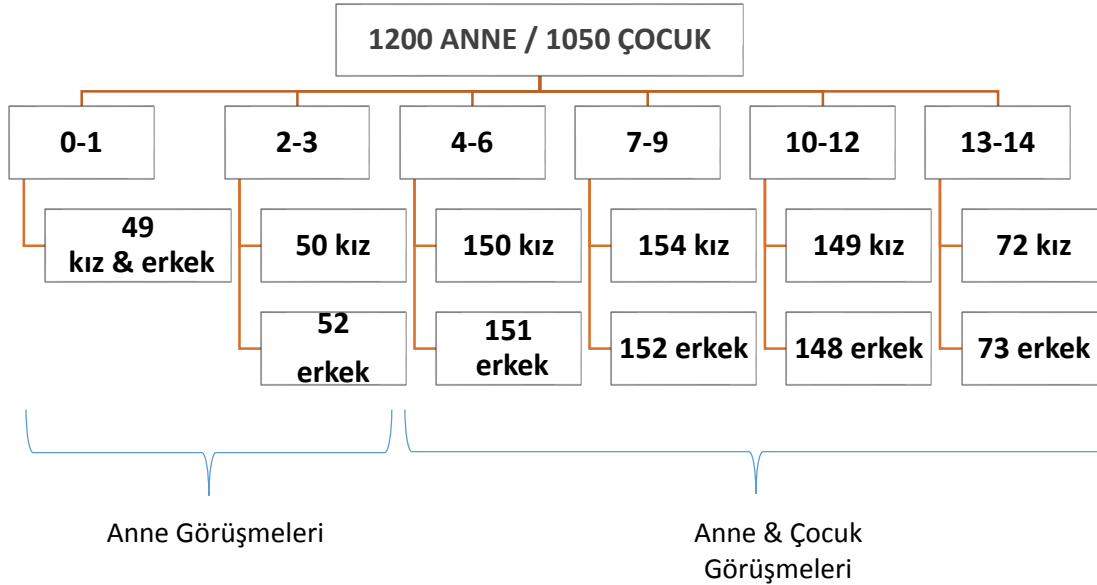 1200 ANNE / 1050 ÇOCUK
0-1
2-3
4-6
7-9
10-12
13-14
49
kız & erkek
50 kız
150 kız
154 kız
149 kız
72 kız
52
erkek
151
erkek
152 erkek
148 erkek
73 erkek
Anne Görüşmeleri
Anne & Çocuk
Görüşmeleri